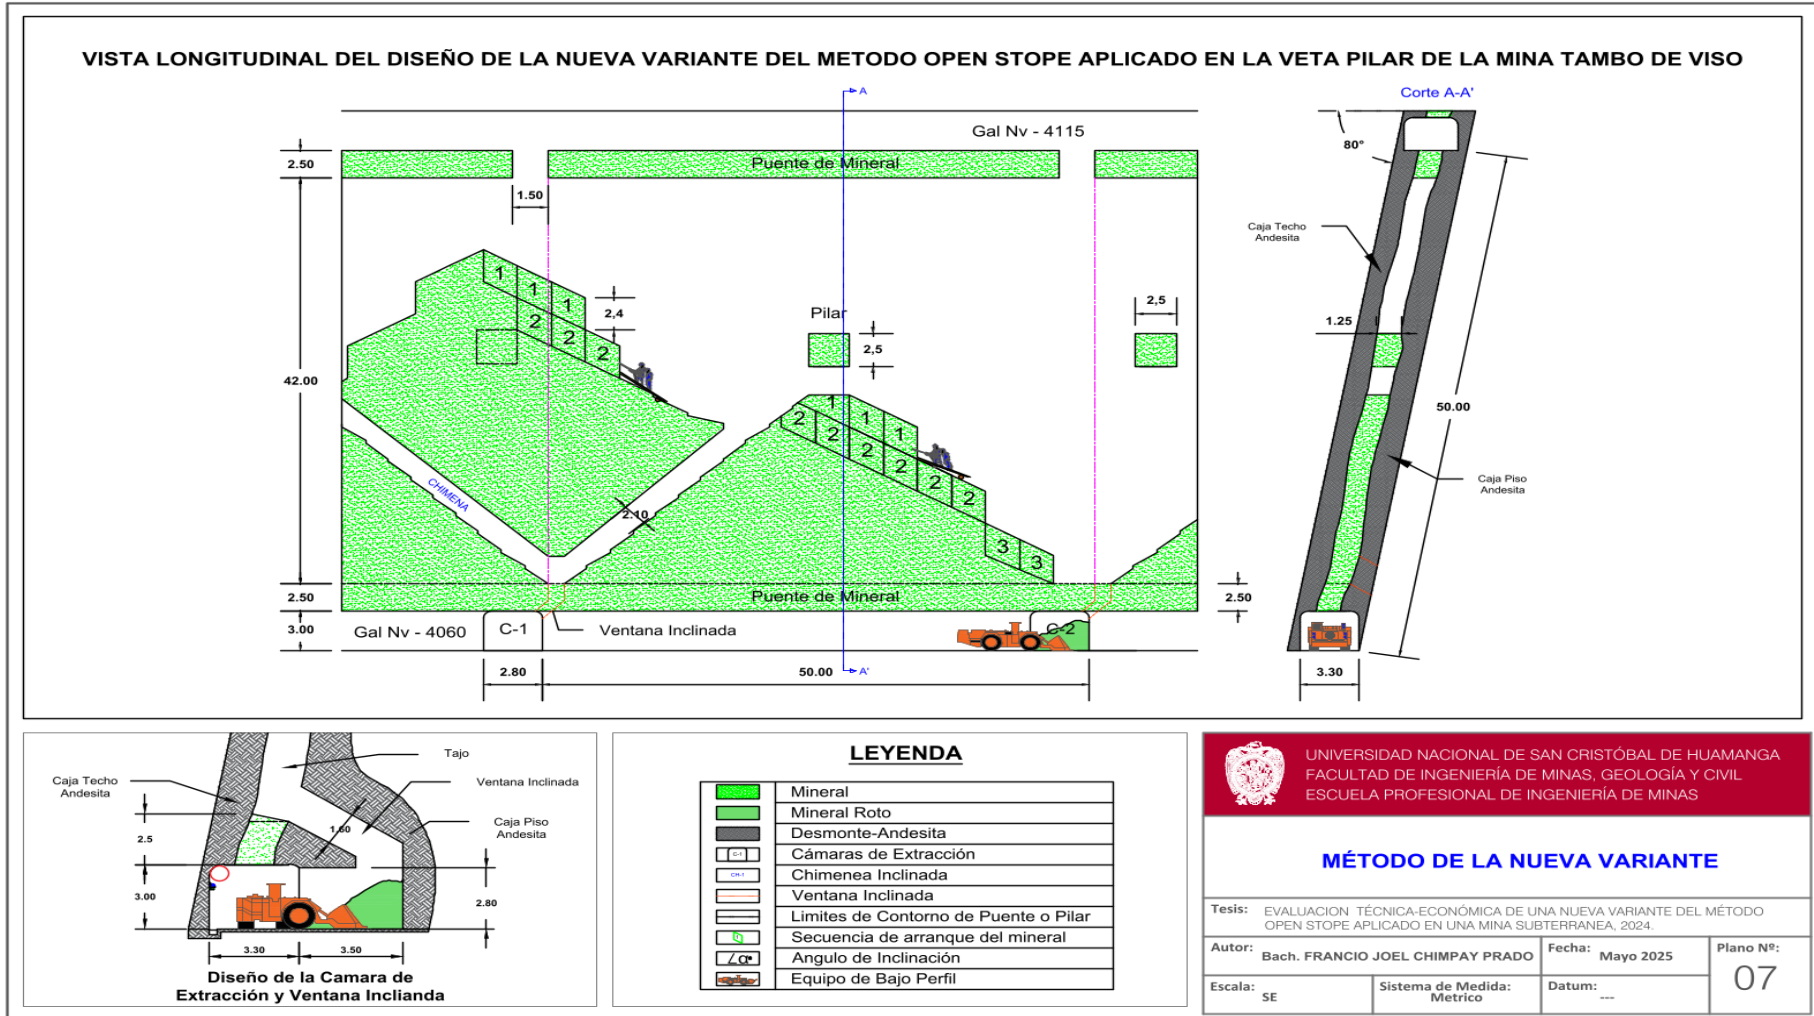 VISTA LONGITUDINAL DEL DISEÑO DE LA NUEVA VARIANTE DEL METODO OPEN STOPE APLICADO EN LA VETA PILAR DE LA MINA TAMBO DE VISO
A
Corte A-A'
Gal Nv - 4115
80°
2.50
Puente de Mineral
1.50
Caja Techo
Andesita
1
1
1
2
2
2
2,4
Pilar
2,5
2,5
1.25
42.00
50.00
1
1
1
2
2
2
2
2
2
3
3
CHIMENA
2.10
Caja Piso
Andesita
2.50
Puente de Mineral
2.50
3.00
Gal Nv - 4060
C-1
Ventana Inclinada
C-2
2.80
50.00
A'
3.30
Tajo
Caja Techo
Andesita
Ventana Inclinada
Caja Piso
Andesita
1.60
2.5
3.00
2.80
3.30
3.50
Diseño de la Camara de
Extracción y Ventana Inclianda
LEYENDA
Mineral
Mineral Roto
Desmonte-Andesita
C-1
Cámaras de Extracción
CH-1
Chimenea Inclinada
Ventana Inclinada
Limites de Contorno de Puente o Pilar
Secuencia de arranque del mineral
∠α°
Angulo de Inclinación
Equipo de Bajo Perfil
UNIVERSIDAD NACIONAL DE SAN CRISTÓBAL DE HUAMANGA
FACULTAD DE INGENIERÍA DE MINAS, GEOLOGÍA Y CIVIL
ESCUELA PROFESIONAL DE INGENIERÍA DE MINAS
MÉTODO DE LA NUEVA VARIANTE
Tesis: EVALUACION TÉCNICA-ECONÓMICA DE UNA NUEVA VARIANTE DEL MÉTODO
OPEN STOPE APLICADO EN UNA MINA SUBTERRANEA, 2024.
Autor: Bach. FRANCIO JOEL CHIMPAY PRADO
Fecha: Mayo 2025
Plano Nº:
07
Escala: SE
Sistema de Medida:
Metrico
Datum:
---